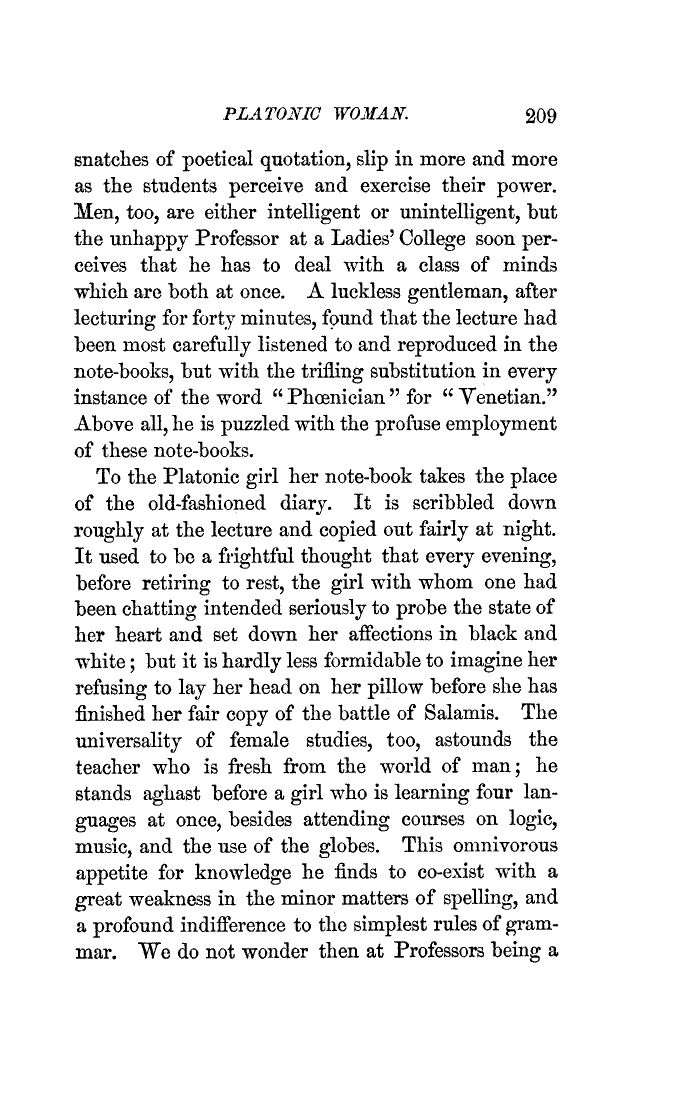 PLATONIC WOMAN. 209
snatches of poetical quotation, slip in more and more
as the students perceive and exercise their power.
Men, too, are either intelligent or unintelligent, but
the unhappy Professor at a Ladies' College soon per-
ceives that he has to deal with a class of minds
which are both at once. A luckless gentleman, after
lecturing for forty minutes, found that the lecture had
been most carefully listened to and reproduced in the
note-books, but with the trifling substitution in every
instance of the word "Phœnician" for "Venetian."
Above all, he is puzzled with the profuse employment
of these note-books.
To the Platonic girl her note-book takes the place
of the old-fashioned diary. It is scribbled down
roughly at the lecture and copied out fairly at night.
It used to be a frightful thought that every evening,
before retiring to rest, the girl with whom one had
been chatting intended seriously to probe the state of
her heart and set down her affections in black and
white; but it is hardly less formidable to imagine her
refusing to lay her head on her pillow before she has
finished her fair copy of the battle of Salamis. The
universality of female studies, too, astounds the
teacher who is fresh from the world of man; he
stands aghast before a girl who is learning four lan-
guages at once, besides attending courses on logic,
music, and the use of the globes. This omnivorous
appetite for knowledge he finds to co-exist with a
great weakness in the minor matters of spelling, and
a profound indifference to the simplest rules of gram-
mar. We do not wonder then at Professors being a